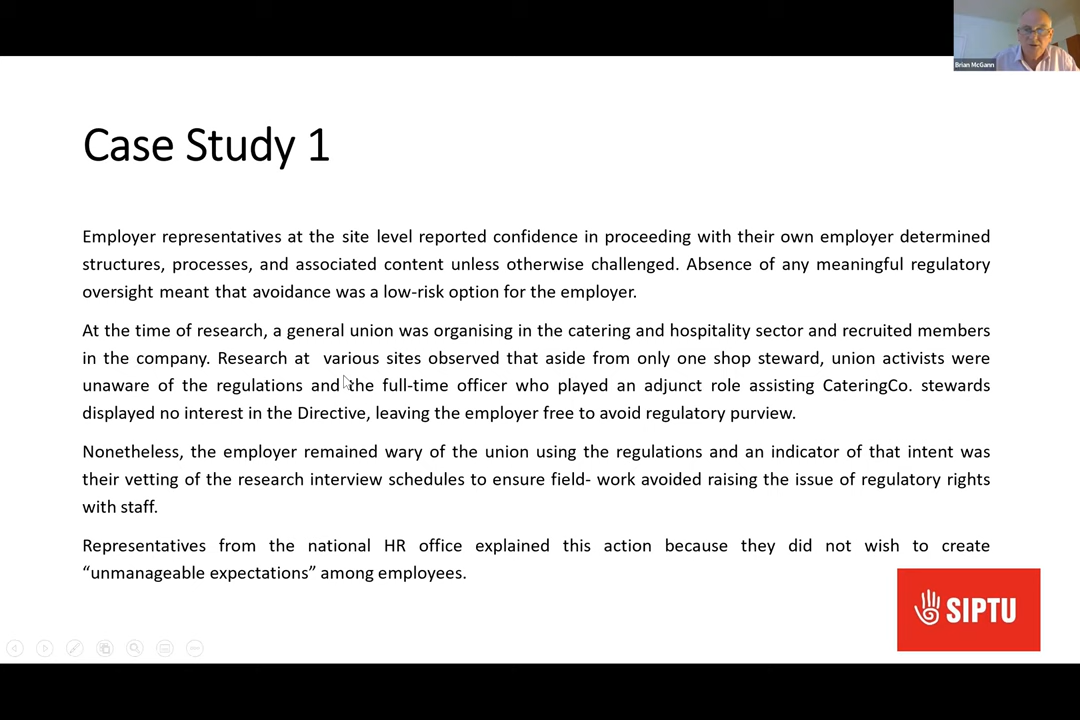 Brian McGann
Case Study 1
Employer representatives at the site level reported confidence in proceeding with their own employer determined
structures, processes, and associated content unless otherwise challenged. Absence of any meaningful regulatory
oversight meant that avoidance was a low-risk option for the employer.
At the time of research, a general union was organising in the catering and hospitality sector and recruited members
in the company. Research at various sites observed that aside from only one shop steward, union activists were
unaware of the regulations and the full-time officer who played an adjunct role assisting CateringCo. stewards
displayed no interest in the Directive, leaving the employer free to avoid regulatory purview.
Nonetheless, the employer remained wary of the union using the regulations and an indicator of that intent was
their vetting of the research interview schedules to ensure field- work avoided raising the issue of regulatory rights
with staff.
Representatives from the national HR office explained this action because they did not wish to create
“unmanageable expectations” among employees.
SIPTU